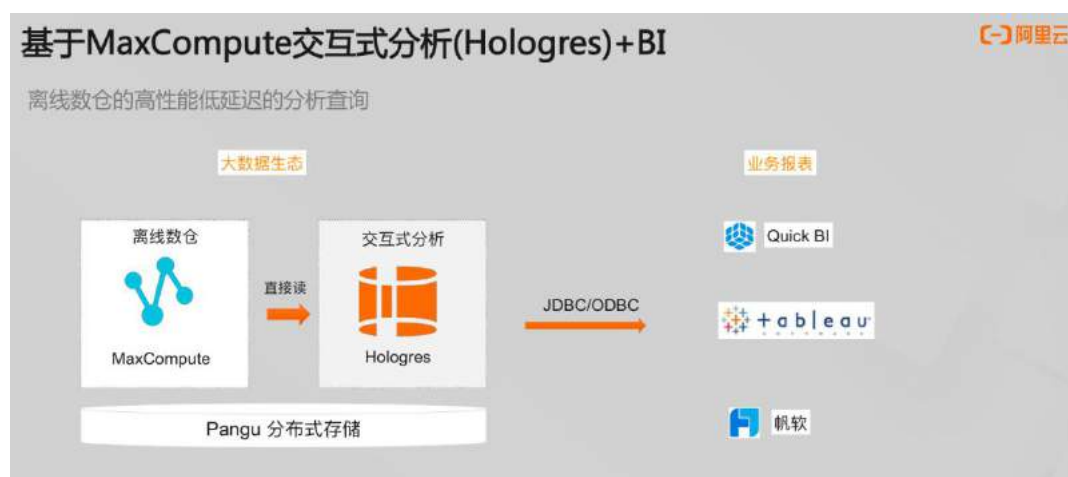 基于MaxCompute交互式分析(Hologres)+BI
阿里云
离线数仓的高性能低延迟的分析查询
大数据生态
业务报表
离线数仓
交互式分析
Quick BI
直接读
JDBC/ODBC
+ableau
MaxCompute
Hologres
Pangu 分布式存储
帆软